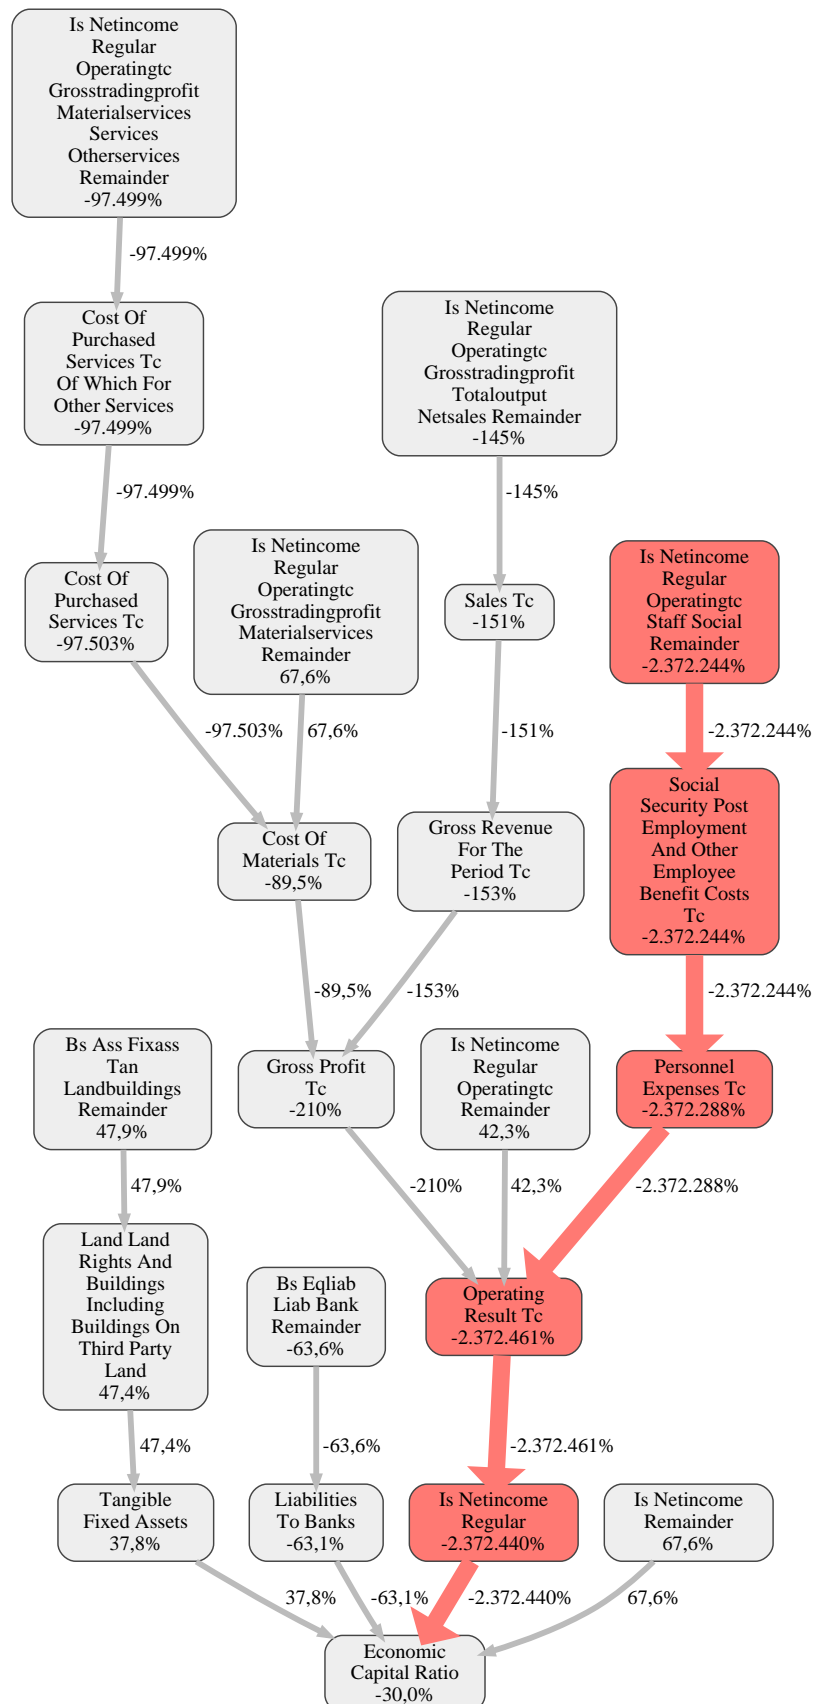 Is Netincome
Regular
Operatingtc
Grosstradingprofit
Materialservices
Services
Otherservices
Remainder
-97.499%
-97.499%
Cost Of
Purchased
Services Tc
Of Which For
Other Services
-97.499%
Is Netincome
Regular
Operatingtc
Grosstradingprofit
Totaloutput
Netsales Remainder
-145%
-97.499%
-145%
Cost Of
Purchased
Services Tc
-97.503%
Is Netincome
Regular
Operatingtc
Grosstradingprofit
Materialservices
Remainder
67,6%
Sales Tc
-151%
Is Netincome
Regular
Operatingtc
Staff Social
Remainder
-2.372.244%
-97.503%
67,6%
-151%
-2.372.244%
Cost Of
Materials Tc
-89,5%
Gross Revenue
For The
Period Tc
-153%
Social
Security Post
Employment
And Other
Employee
Benefit Costs
Tc
-2.372.244%
-89,5%
-153%
-2.372.244%
Bs Ass Fixass
Tan
Landbuildings
Remainder
47,9%
Gross Profit
Tc
-210%
Is Netincome
Regular
Operatingtc
Remainder
42,3%
Personnel
Expenses Tc
-2.372.288%
47,9%
-210%
42,3%
-2.372.288%
Land Land
Rights And
Buildings
Including
Buildings On
Third Party
Land
47,4%
Bs Eqliab
Liab Bank
Remainder
-63,6%
Operating
Result Tc
-2.372.461%
47,4%
-63,6%
-2.372.461%
Tangible
Fixed Assets
37,8%
Liabilities
To Banks
-63,1%
Is Netincome
Regular
-2.372.440%
Is Netincome
Remainder
67,6%
37,8%
-63,1%
-2.372.440%
67,6%
Economic
Capital Ratio
-30,0%